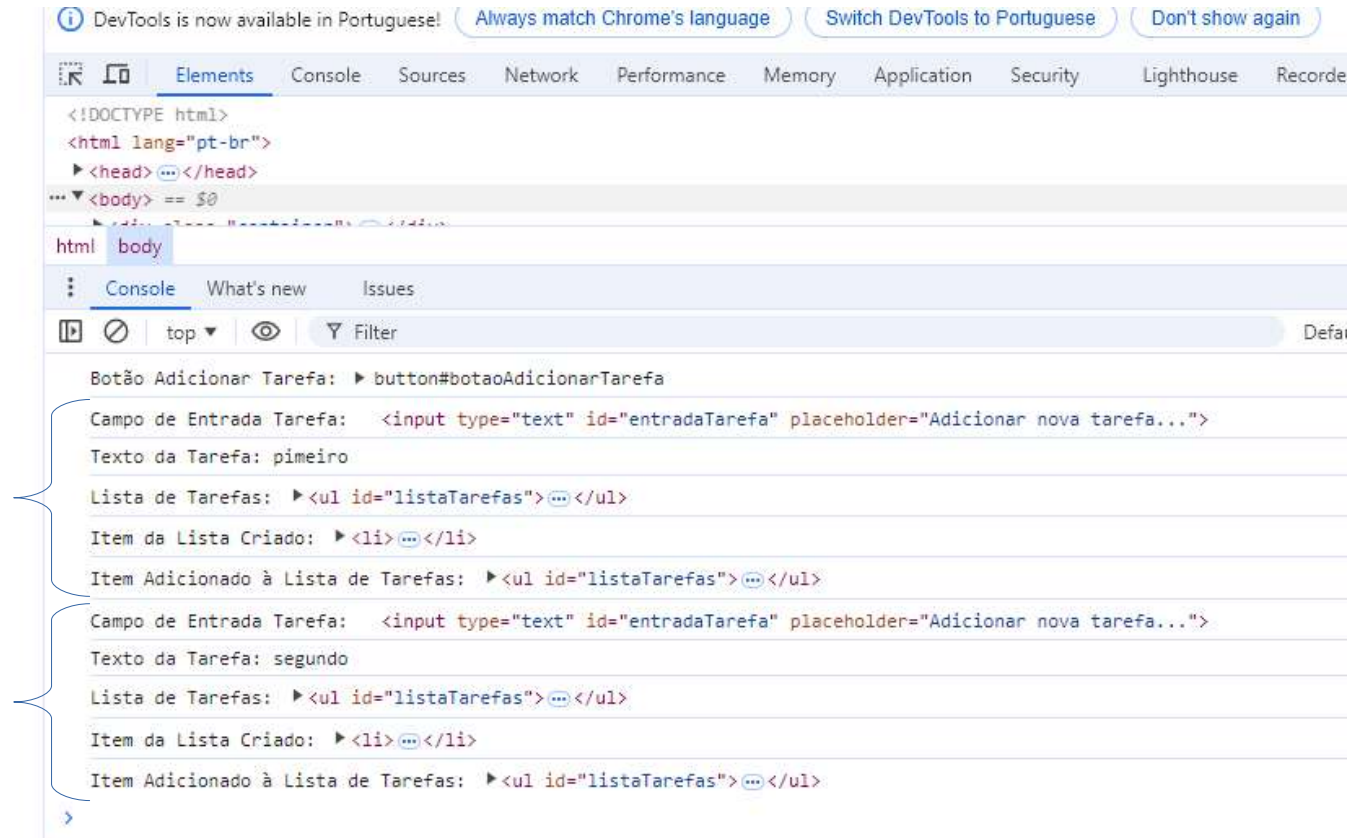 DevTools is now available in Portuguese! Always match Chrome's language Switch DevTools to Portuguese Don't show again
Elements Console Sources Network Performance Memory Application Security Lighthouse Recorde
<!DOCTYPE html>
<html lang="pt-br">
▶<head>…</head>
… ▼<body> == $0
▶<div class="container">…</div>
html body
Console What's new Issues
top ▼ Filter Defau
Botão Adicionar Tarefa: ▶ button#botaoAdicionarTarefa
Campo de Entrada Tarefa: <input type="text" id="entradaTarefa" placeholder="Adicionar nova tarefa...">
Texto da Tarefa: pimeiro
Lista de Tarefas: ▶<ul id="listaTarefas">…</ul>
Item da Lista Criado: ▶<li>…</li>
Item Adicionado à Lista de Tarefas: ▶<ul id="listaTarefas">…</ul>
Campo de Entrada Tarefa: <input type="text" id="entradaTarefa" placeholder="Adicionar nova tarefa...">
Texto da Tarefa: segundo
Lista de Tarefas: ▶<ul id="listaTarefas">…</ul>
Item da Lista Criado: ▶<li>…</li>
Item Adicionado à Lista de Tarefas: ▶<ul id="listaTarefas">…</ul>
>